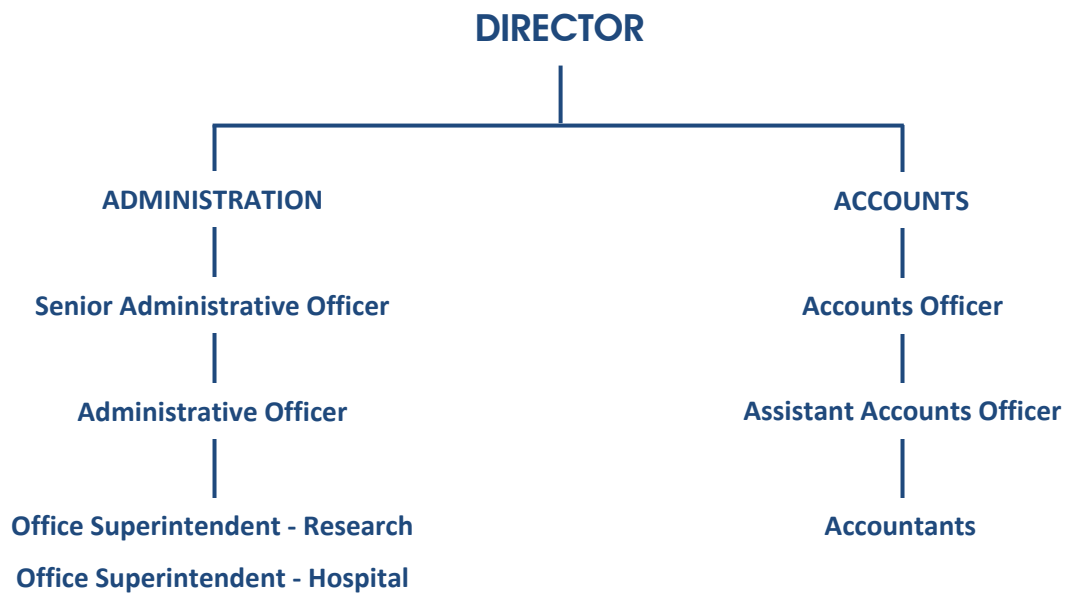 DIRECTOR
ADMINISTRATION
ACCOUNTS
Senior Administrative Officer
Accounts Officer
Administrative Officer
Assistant Accounts Officer
Office Superintendent - Research
Accountants
Office Superintendent - Hospital